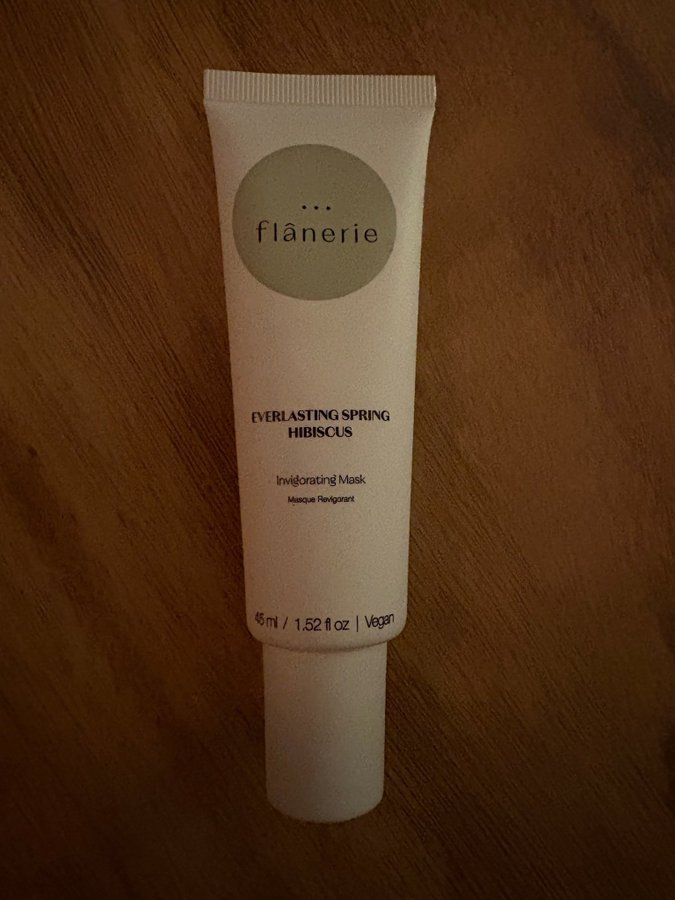 flânerie
EVERLASTING SPRING
HIBISCUS
Invigorating Mask
Masque Revigorant
45 ml / 1.52 fl oz | Vegan